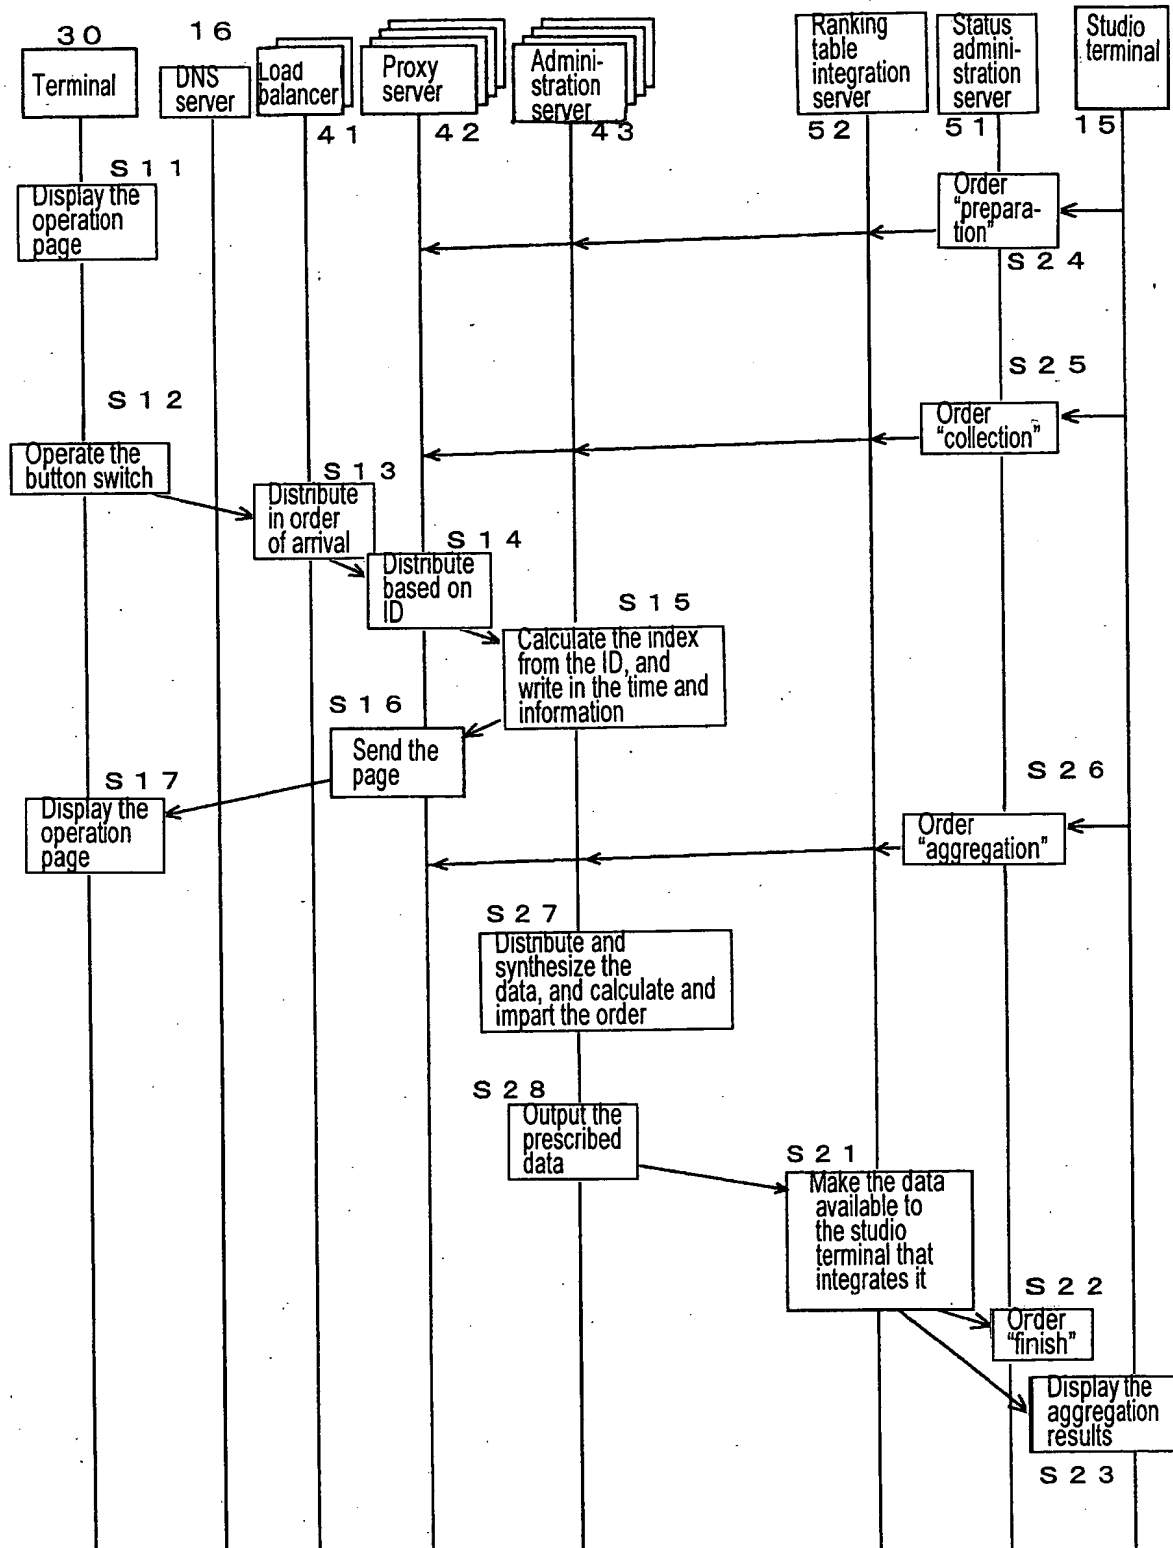 30
Terminal
16
DNS
server
Load
balancer
41
Proxy
server
42
Admini-
stration
server
43
Ranking
table
integration
server
52
Status
admini-
stration
server
51
Studio
terminal
15
S11
Display the
operation
page
Order
"prepara-
tion"
S24
S25
Order
"collection"
S12
Operate the
button switch
S13
Distribute
in order
of arrival
S14
Distribute
based on
ID
S15
Calculate the index
from the ID, and
write in the time and
information
S16
Send the
page
S17
Display the
operation
page
S26
Order
"aggregation"
S27
Distribute and
synthesize the
data, and calculate and
impart the order
S28
Output the
prescribed
data
S21
Make the data
available to
the studio
terminal that
integrates it
S22
Order
"finish"
Display the
aggregation
results
S23